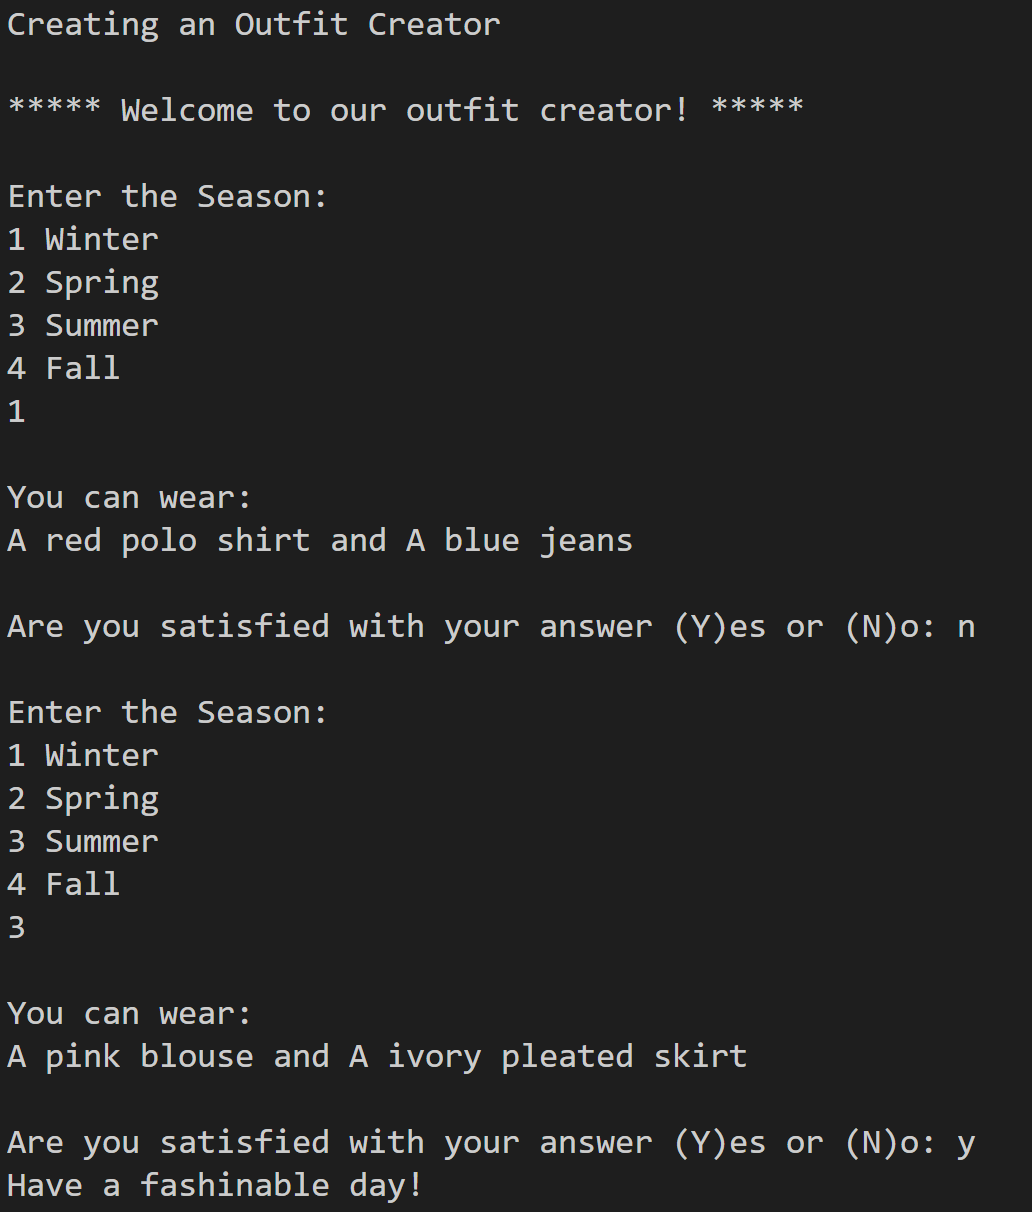 Creating an Outfit Creator
***** Welcome to our outfit creator! *****
Enter the Season:
1 Winter
2 Spring
3 Summer
4 Fall
1
You can wear:
A red polo shirt and A blue jeans
Are you satisfied with your answer (Y)es or (N)o: n
Enter the Season:
1 Winter
2 Spring
3 Summer
4 Fall
3
You can wear:
A pink blouse and A ivory pleated skirt
Are you satisfied with your answer (Y)es or (N)o: y
Have a fashinable day!